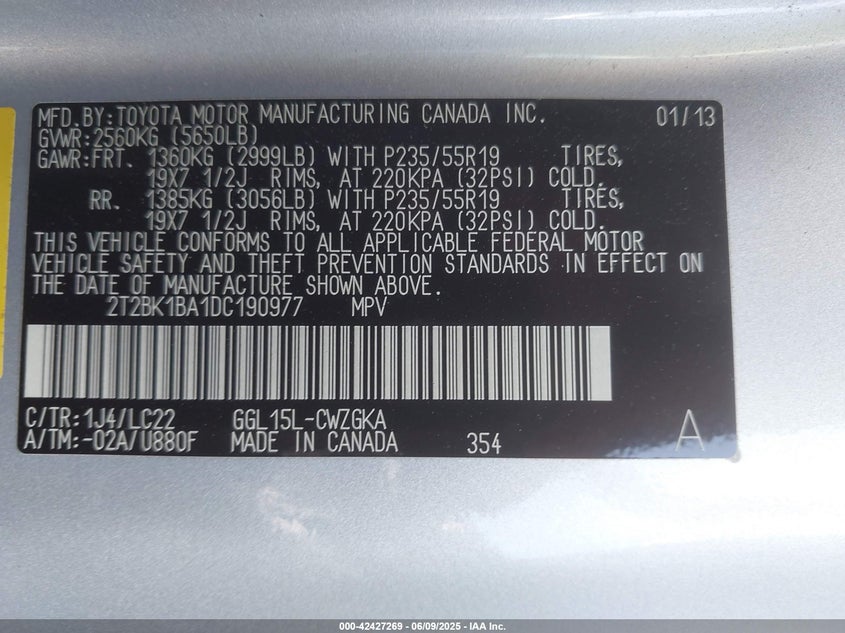 MFD.BY:TOYOTA MOTOR MANUFACTURING CANADA INC. 01/13
GVWR:2560KG (5650LB)
GAWR:FRT. 1360KG (2999LB) WITH P235/55R19 TIRES,
19X7 1/2J RIMS, AT 220KPA (32PSI) COLD.
RR. 1385KG (3056LB) WITH P235/55R19 TIRES,
19X7 1/2J RIMS, AT 220KPA (32PSI) COLD.
THIS VEHICLE CONFORMS TO ALL APPLICABLE FEDERAL MOTOR
VEHICLE SAFETY AND THEFT PREVENTION STANDARDS IN EFFECT ON
THE DATE OF MANUFACTURE SHOWN ABOVE.
2T2BK1BA1DC190977 MPV
C/TR:1J4/LC22 GGL15L-CWZGKA
A/TM:-02A/U880F MADE IN CANADA 354 A
000-42427269 - 06/09/2025 - IAA Inc.